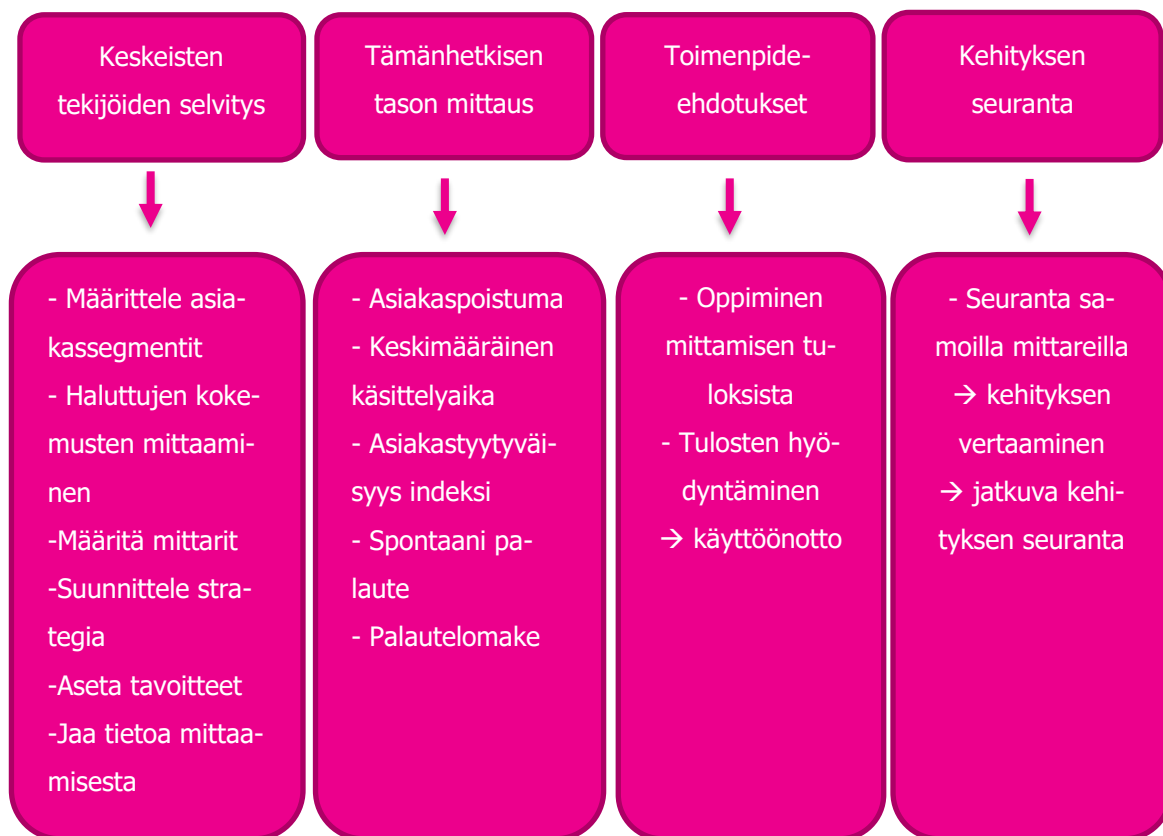 Keskeisten
tekijöiden selvitys
Tämänhetkisen
tason mittaus
Toimenpide-
ehdotukset
Kehityksen
seuranta
- Määrittele asia-
kassegmentit
- Haluttujen koke-
musten mittaami-
nen
-Määritä mittarit
-Suunnittele stra-
tegia
-Aseta tavoitteet
-Jaa tietoa mittaa-
misesta
- Asiakaspoistuma
- Keskimääräinen
käsittelyaika
- Asiakastyytyväi-
syys indeksi
- Spontaani pa-
laute
- Palautelomake
- Oppiminen
mittamisen tu-
loksista
- Tulosten hyö-
dyntäminen
→ käyttöönotto
- Seuranta sa-
moilla mittareilla
→ kehityksen
vertaaminen
→ jatkuva kehi-
tyksen seuranta